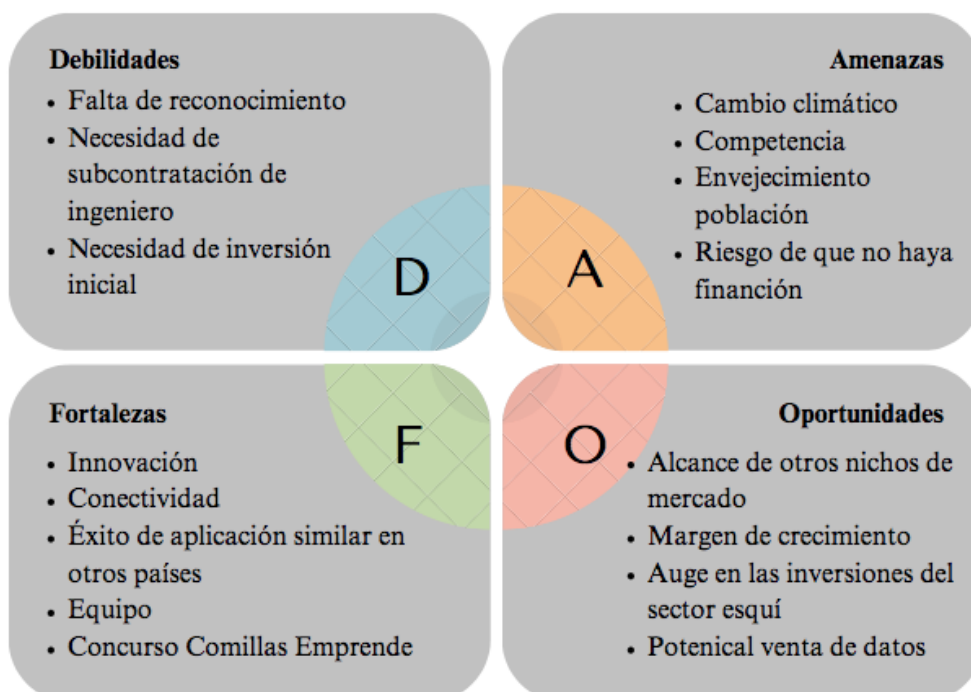 Debilidades
• Falta de reconocimiento
• Necesidad de
subcontratación de
ingeniero
• Necesidad de inversión
inicial
D
Amenazas
• Cambio climático
• Competencia
• Envejecimiento
población
• Riesgo de que no haya
financión
A
Fortalezas
• Innovación
• Conectividad
• Éxito de aplicación similar en
otros países
• Equipo
• Concurso Comillas Emprende
F
Oportunidades
• Alcance de otros nichos de
mercado
• Margen de crecimiento
• Auge en las inversiones del
sector esquí
• Potenical venta de datos
O